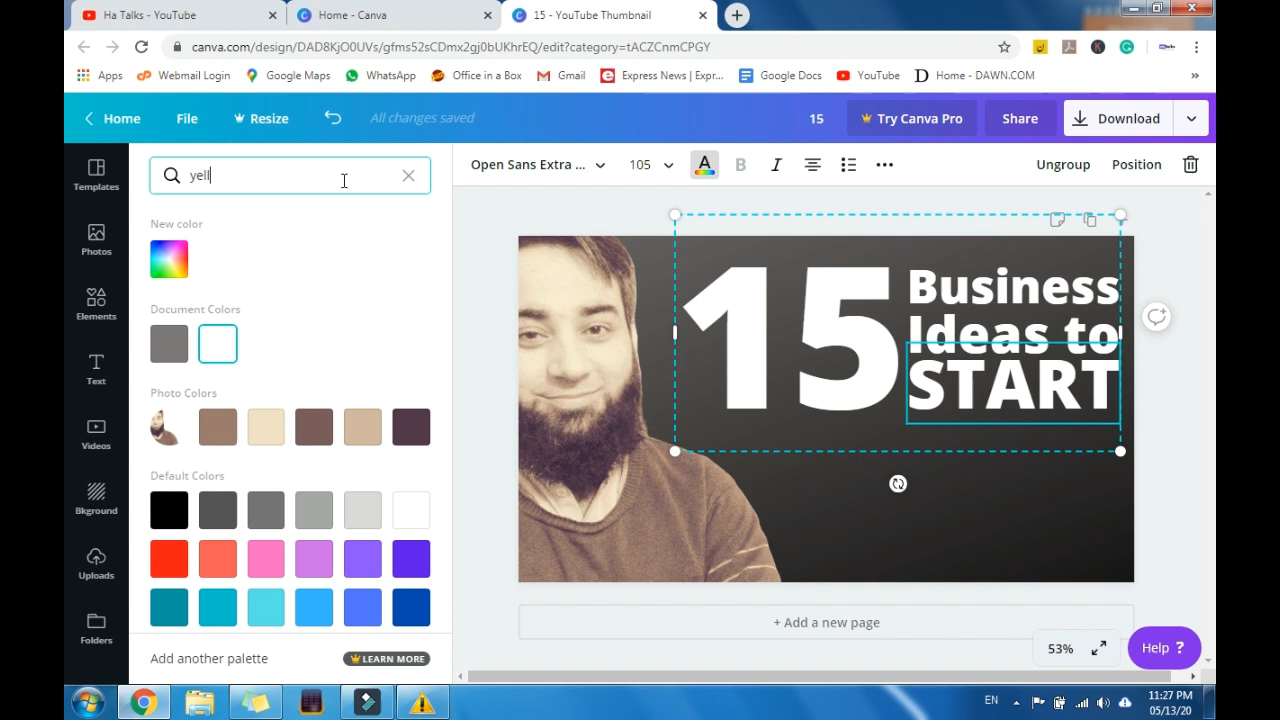 Ha Talks - YouTube
Home - Canva
15 - YouTube Thumbnail
canva.com/design/DAD8KjO0UVs/gfms52sCDmx2gj0bUKhrEQ/edit?category=tACZCnmCPGY
Apps
Webmail Login
Google Maps
WhatsApp
Office in a Box
Gmail
Express News | Expr...
Google Docs
YouTube
Home - DAWN.COM
»
Home
File
Resize
All changes saved
15
Try Canva Pro
Share
Download
Templates
Photos
Elements
Text
Videos
Bkground
Uploads
Folders
yell
New color
Document Colors
Photo Colors
Default Colors
Add another palette
LEARN MORE
Open Sans Extra ...
105
A
B
I
Ungroup
Position
15
Business
Ideas to
START
+ Add a new page
53%
Help ?
EN
11:27 PM
05/13/20